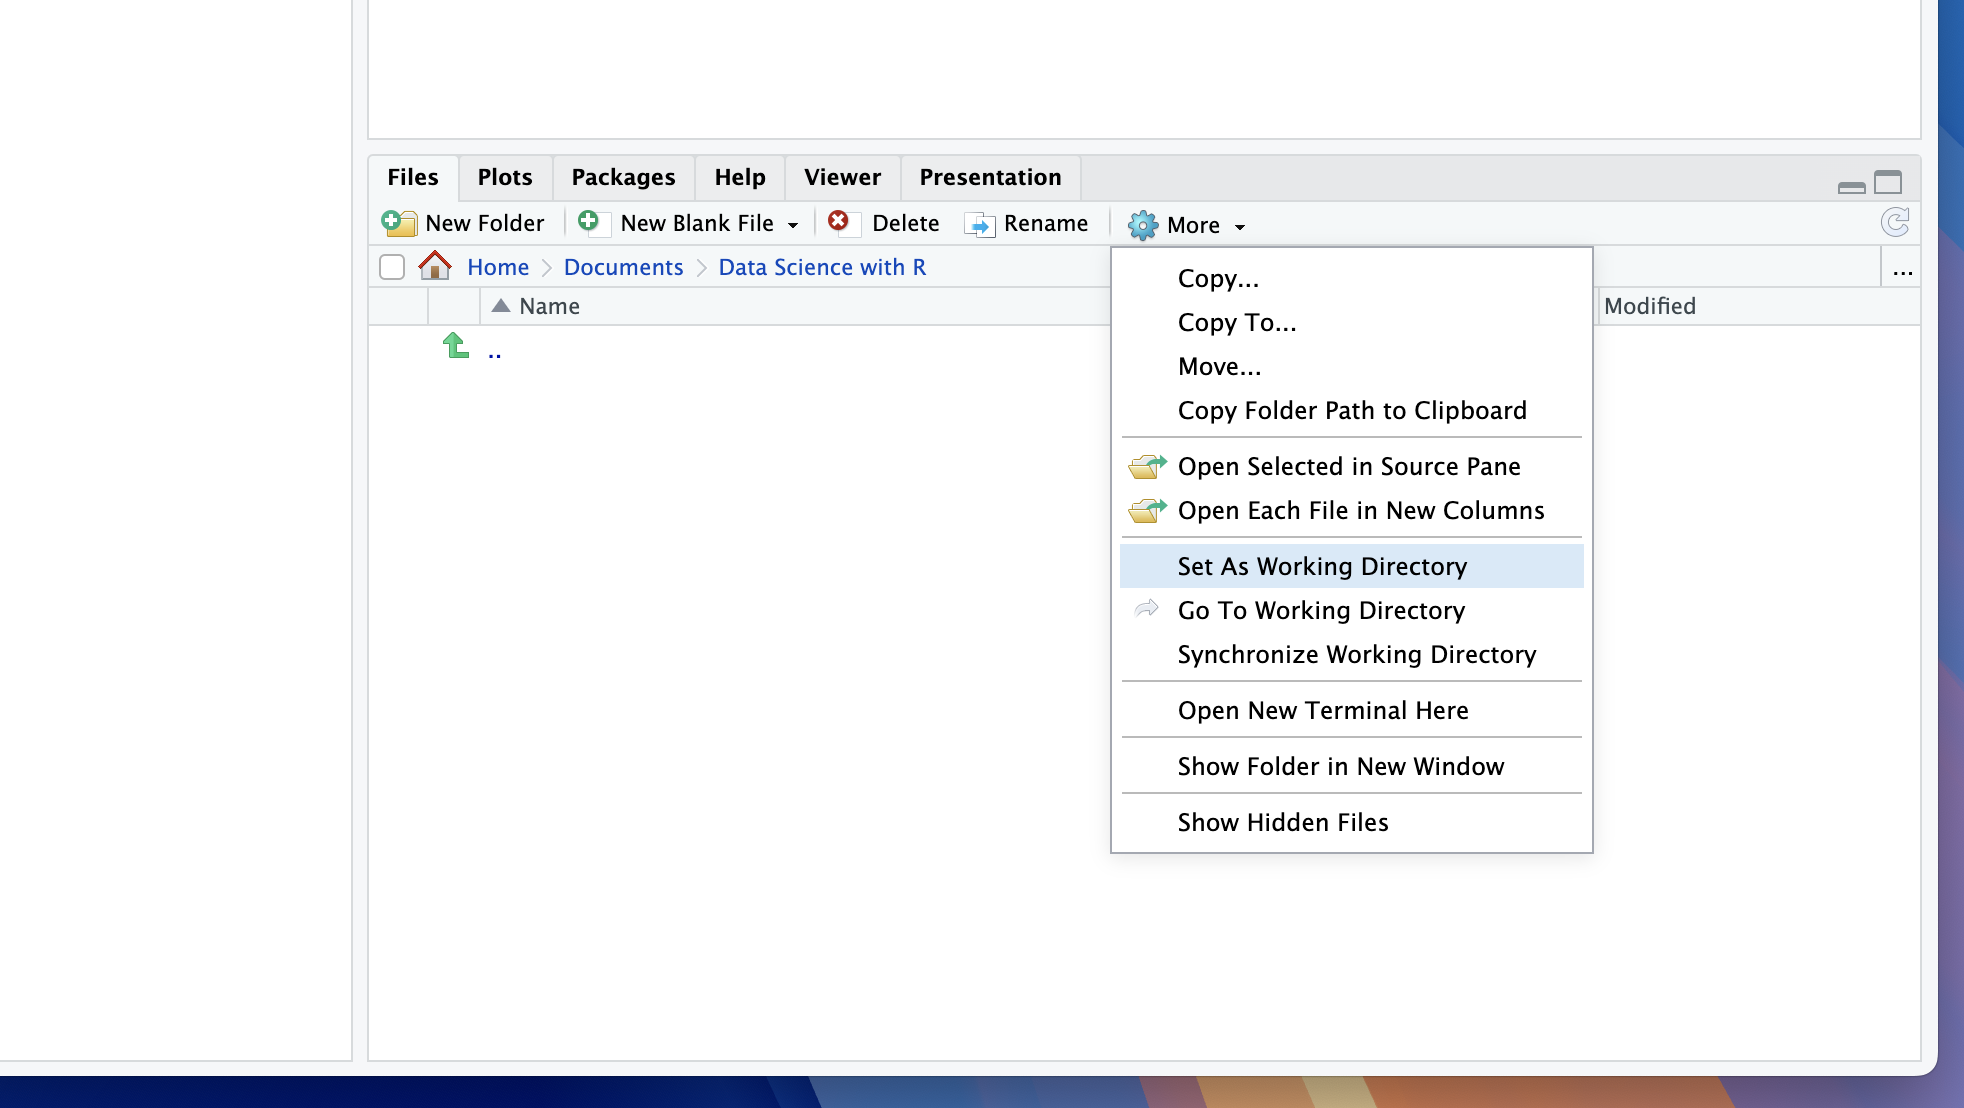 Files Plots Packages Help Viewer Presentation
New Folder New Blank File Delete Rename More
Home Documents Data Science with R ...
Name Modified
..
Copy...
Copy To...
Move...
Copy Folder Path to Clipboard
Open Selected in Source Pane
Open Each File in New Columns
Set As Working Directory
Go To Working Directory
Synchronize Working Directory
Open New Terminal Here
Show Folder in New Window
Show Hidden Files